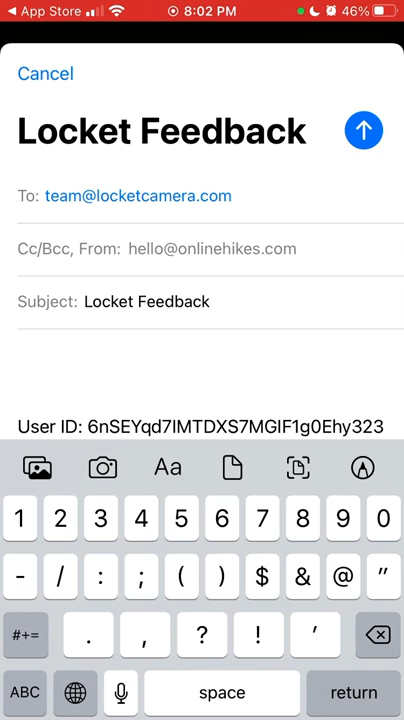 App Store 8:02 PM 46%
Cancel
Locket Feedback
To: team@locketcamera.com
Cc/Bcc, From: hello@onlinehikes.com
Subject: Locket Feedback
User ID: 6nSEYqd7IMTDXS7MGIF1g0Ehy323
Aa
1 2 3 4 5 6 7 8 9 0
- / : ; ( ) $ & @ "
#+= . , ? ! '
ABC space return